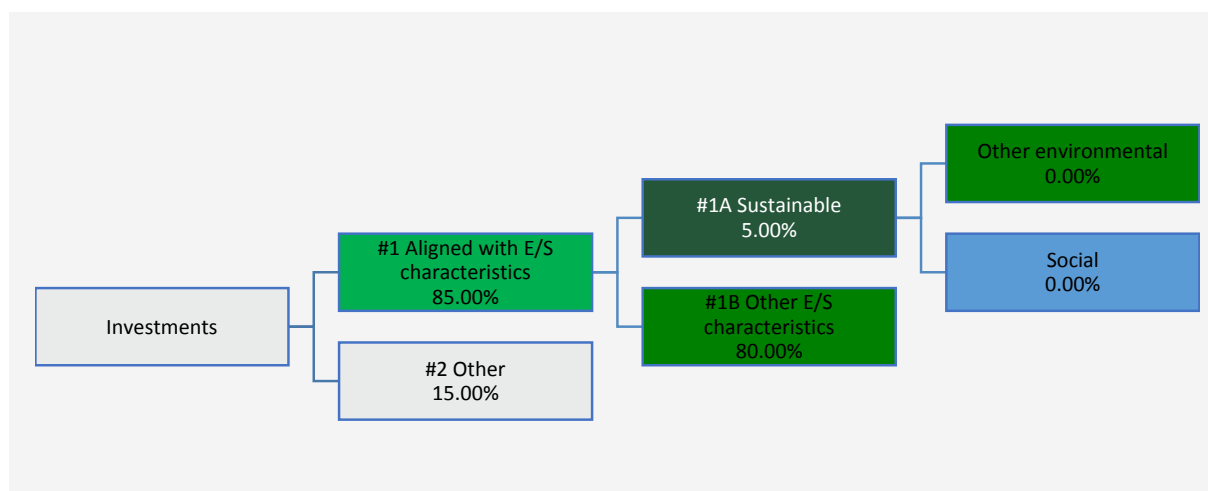 Investments
#1 Aligned with E/S
characteristics
85.00%
#2 Other
15.00%
#1A Sustainable
5.00%
#1B Other E/S
characteristics
80.00%
Other environmental
0.00%
Social
0.00%